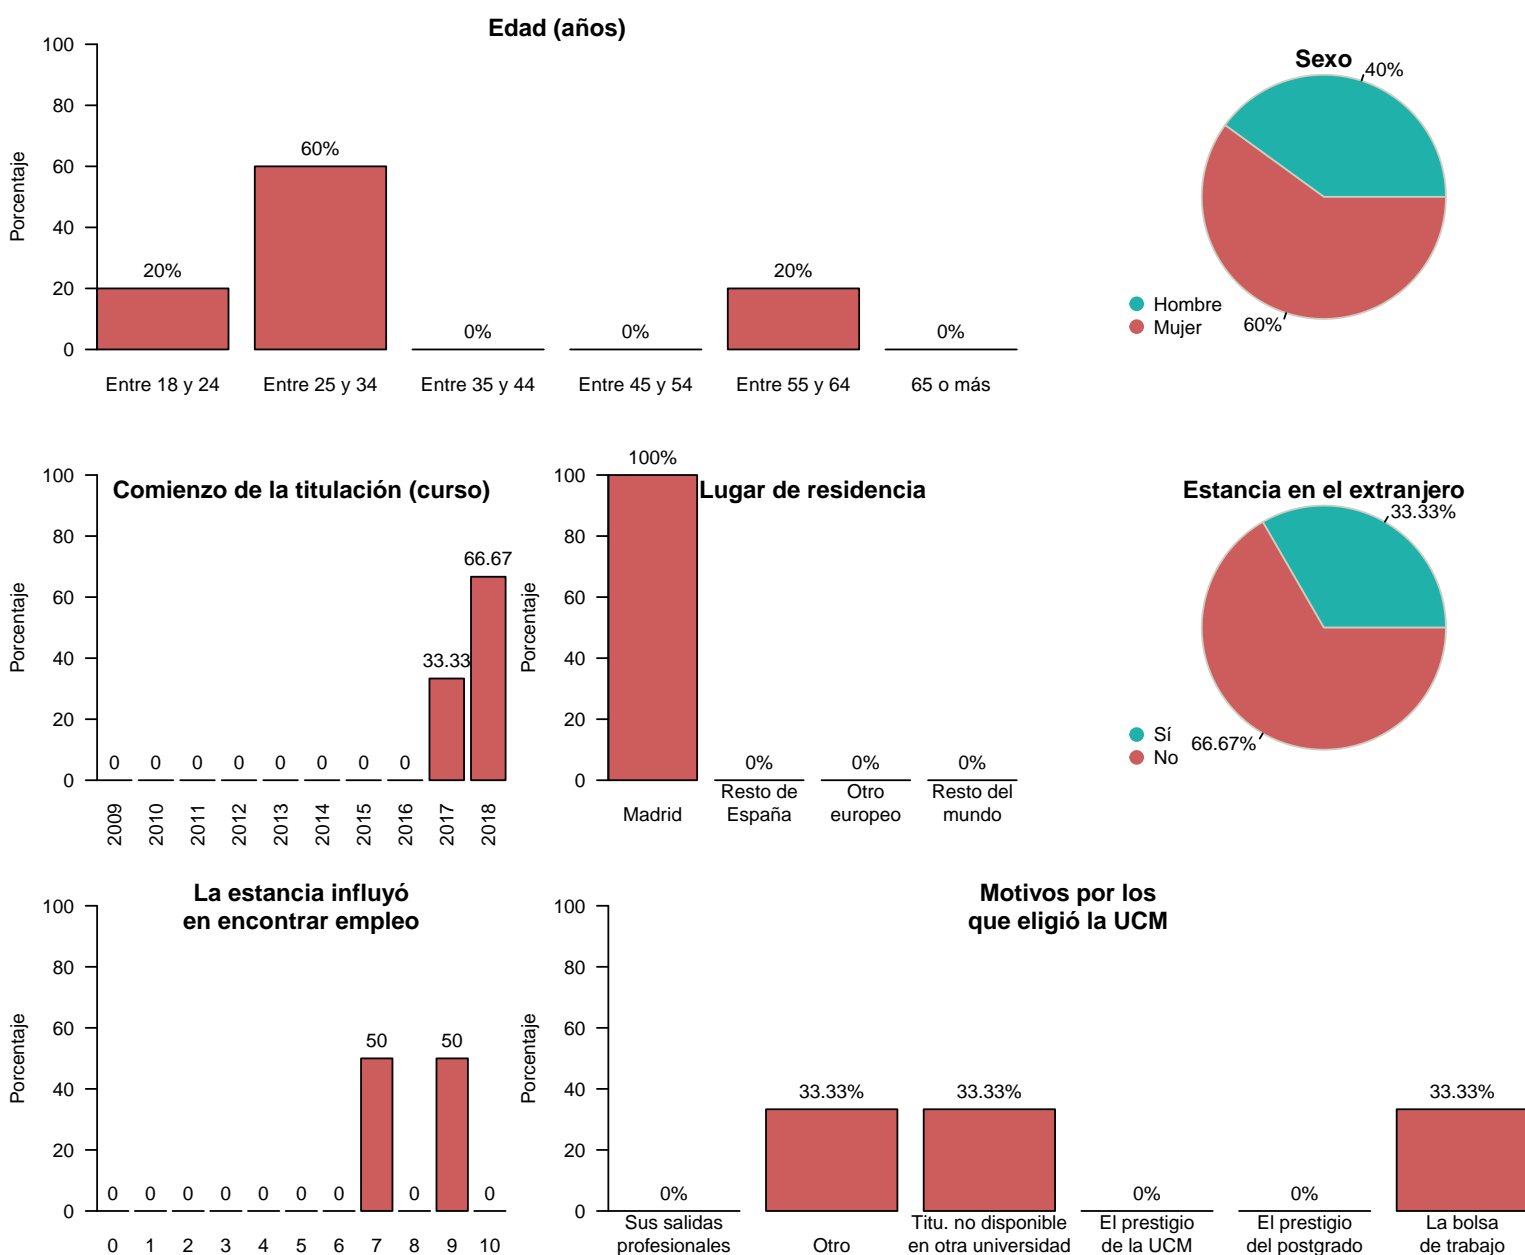 Edad (años)
Porcentaje
100
80
60
40
20
0
20%
60%
0%
0%
20%
0%
Entre 18 y 24
Entre 25 y 34
Entre 35 y 44
Entre 45 y 54
Entre 55 y 64
65 o más
Sexo
40%
60%
Hombre
Mujer
Comienzo de la titulación (curso)
Porcentaje
100
80
60
40
20
0
0
0
0
0
0
0
0
0
33.33
66.67
2009
2010
2011
2012
2013
2014
2015
2016
2017
2018
Lugar de residencia
Porcentaje
100
80
60
40
20
0
100%
0%
0%
0%
Madrid
Resto de
España
Otro
europeo
Resto del
mundo
Estancia en el extranjero
33.33%
66.67%
Sí
No
La estancia influyó
en encontrar empleo
Porcentaje
100
80
60
40
20
0
0
0
0
0
0
0
0
50
0
50
0
0
1
2
3
4
5
6
7
8
9
10
Motivos por los
que eligió la UCM
Porcentaje
100
80
60
40
20
0
0%
33.33%
33.33%
0%
0%
33.33%
Sus salidas
profesionales
Otro
Titu. no disponible
en otra universidad
El prestigio
de la UCM
El prestigio
del postgrado
La bolsa
de trabajo